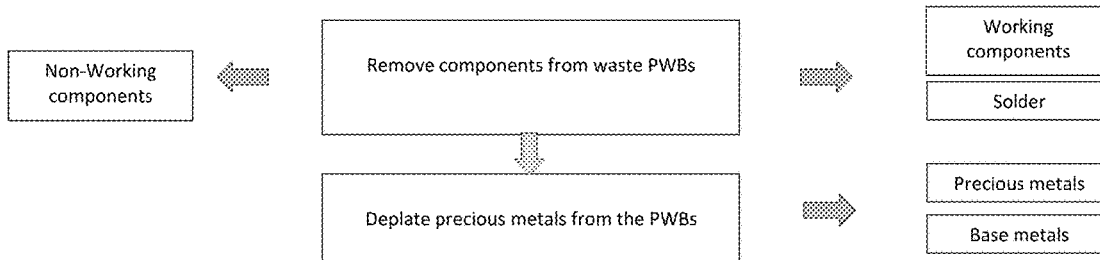 Non-Working
components
Remove components from waste PWBs
Working
components
Solder
Deplate precious metals from the PWBs
Precious metals
Base metals